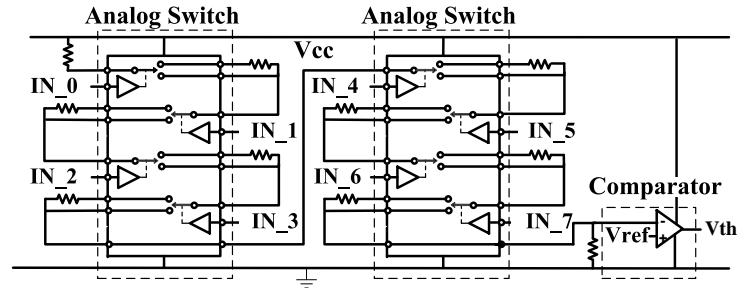 Analog Switch
Analog Switch
Vcc
IN_0
IN_4
IN_1
IN_5
IN_2
IN_6
Comparator
IN_3
IN_7
-
Vref
+
Vth